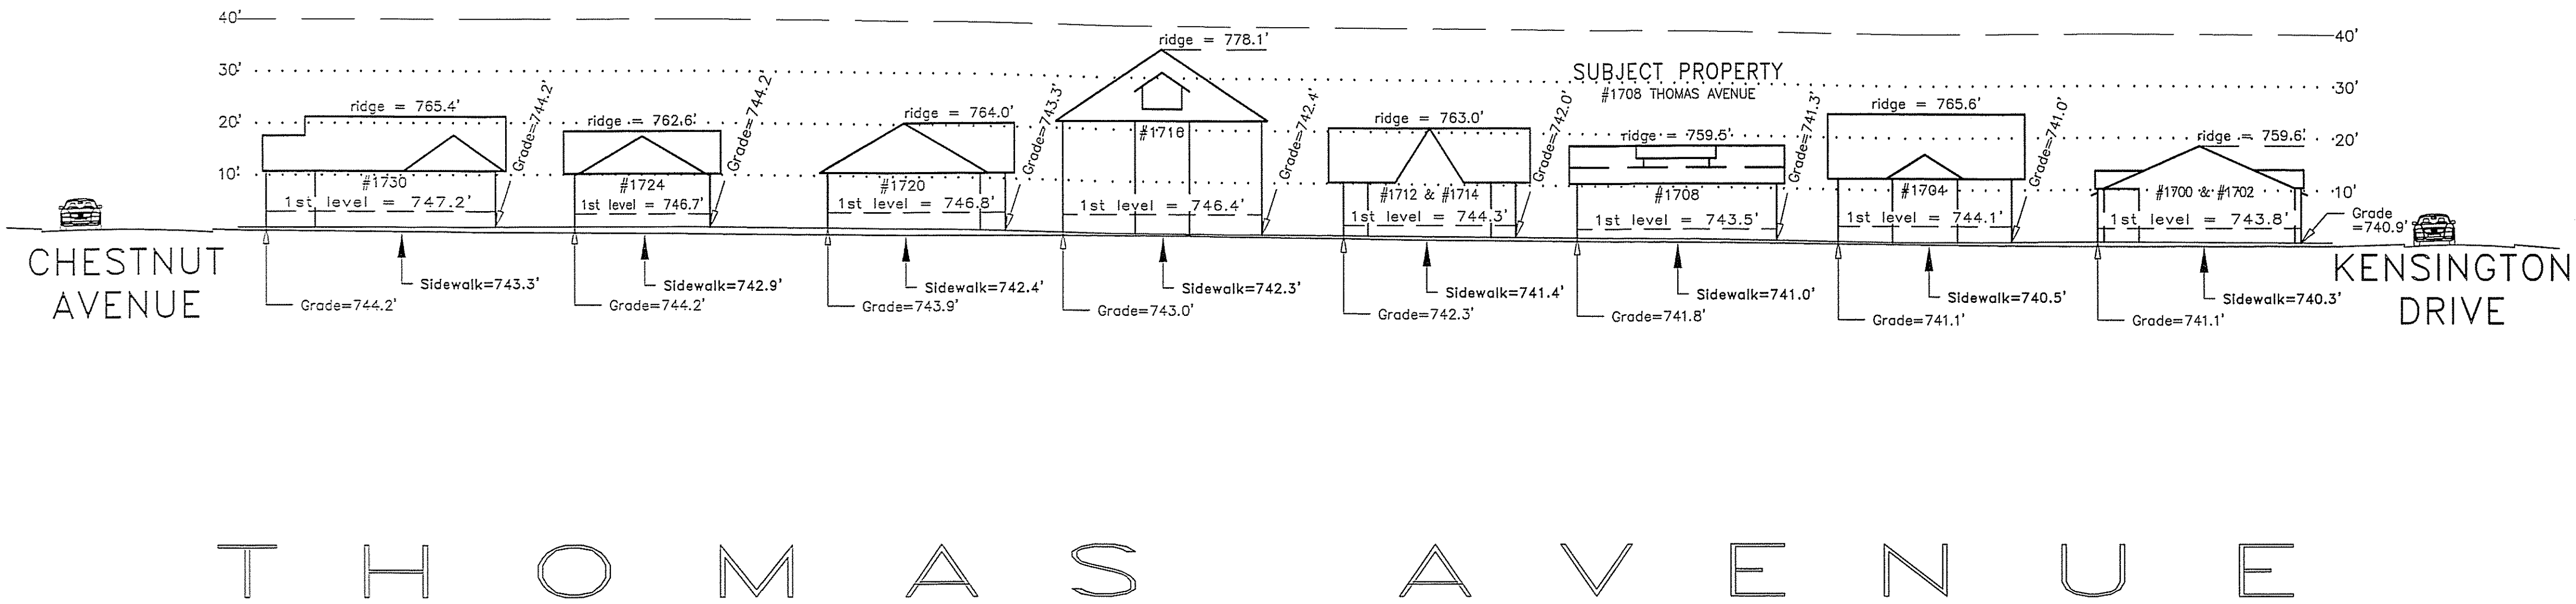 40'
40'
30'
30'
20'
20'
10'
10'
SUBJECT PROPERTY
#1708 THOMAS AVENUE
ridge = 765.4'
#1730
1st level = 747.2'
Grade=744.2'
Sidewalk=743.3'
Grade=744.2'
ridge = 762.6'
#1724
1st level = 746.7'
Grade=744.2'
Sidewalk=742.9'
Grade=744.2'
ridge = 764.0'
#1720
1st level = 746.8'
Grade=743.3'
Sidewalk=742.4'
Grade=743.9'
ridge = 778.1'
#1716
1st level = 746.4'
Grade=742.4'
Sidewalk=742.3'
Grade=743.0'
ridge = 763.0'
#1712 & #1714
1st level = 744.3'
Grade=742.0'
Sidewalk=741.4'
Grade=742.3'
ridge = 759.5'
#1708
1st level = 743.5'
Grade=741.3'
Sidewalk=741.0'
Grade=741.8'
ridge = 765.6'
#1704
1st level = 744.1'
Grade=741.0'
Sidewalk=740.5'
Grade=741.1'
ridge = 759.6'
#1700 & #1702
1st level = 743.8'
Grade
=740.9'
Sidewalk=740.3'
Grade=741.1'
CHESTNUT
AVENUE
KENSINGTON
DRIVE
THOMAS AVENUE